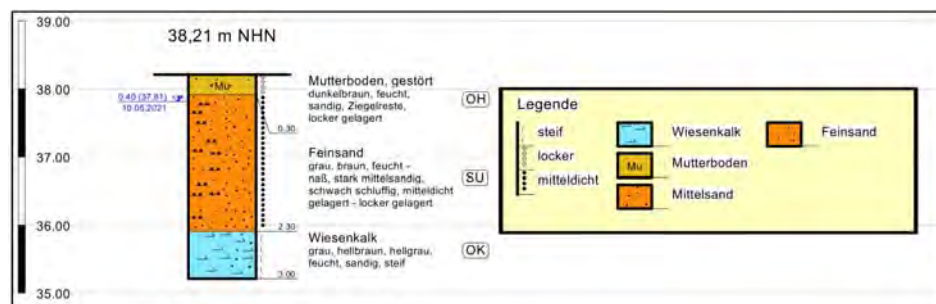 39.00
38.00
37.00
36.00
35.00
38,21 m NHN
Mu
0.40 (37.81)
10.05.2021
0.30
2.30
3.00
Mutterboden, gestört
dunkelbraun, feucht,
sandig, Ziegelreste,
locker gelagert
OH
Feinsand
grau, braun, feucht -
naß, stark mittelsandig,
schwach schluffig, mitteldicht
gelagert - locker gelagert
SU
Wiesenkalk
grau, hellbraun, hellgrau,
feucht, sandig, steif
OK
Legende
steif
locker
mitteldicht
Wiesenkalk
Mu
Mutterboden
Mittelsand
Feinsand